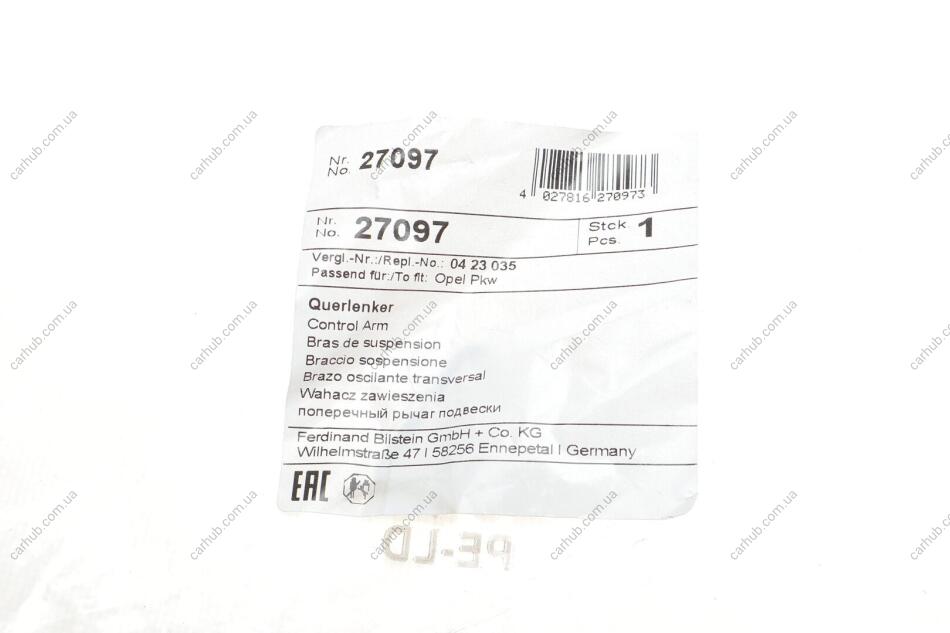 Nr.
No. 27097
4 027816 270973
Nr.
No. 27097
Stck
Pcs. 1
Vergl.-Nr.:/Repl.-No.: 04 23 035
Passend für:/To fit: Opel Pkw
Querlenker
Control Arm
Bras de suspension
Braccio sospensione
Brazo oscilante transversal
Wahacz zawieszenia
поперечный рычаг подвески
Ferdinand Bilstein GmbH + Co. KG
Wilhelmstraße 47 I 58256 Ennepetal I Germany
EAC
PE-LD
carhub.com.ua